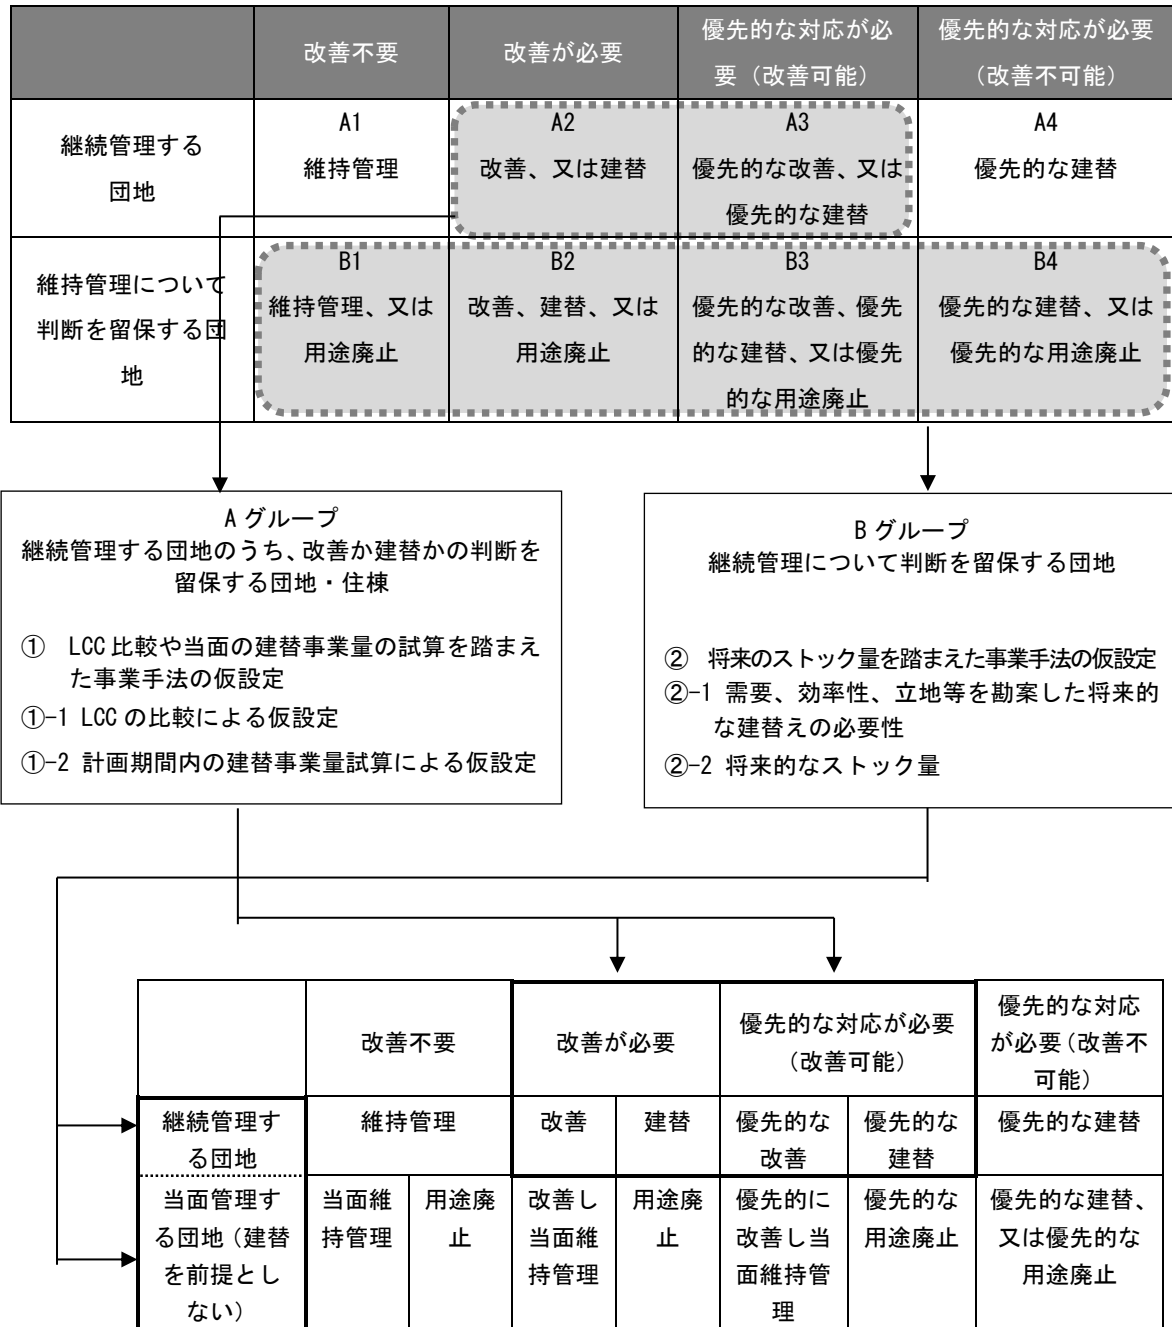 改善不要
改善が必要
優先的な対応が必
要（改善可能）
優先的な対応が必要
（改善不可能）
継続管理する
団地
A1
維持管理
A2
改善、又は建替
A3
優先的な改善、又は
優先的な建替
A4
優先的な建替
維持管理について
判断を留保する団
地
B1
維持管理、又は
用途廃止
B2
改善、建替、又は
用途廃止
B3
優先的な改善、優先
的な建替、又は優先
的な用途廃止
B4
優先的な建替、又は
優先的な用途廃止
A グループ
継続管理する団地のうち、改善か建替かの判断を
留保する団地・住棟
① LCC 比較や当面の建替事業量の試算を踏まえ
た事業手法の仮設定
①-1 LCC の比較による仮設定
①-2 計画期間内の建替事業量試算による仮設定
B グループ
継続管理について判断を留保する団地
② 将来のストック量を踏まえた事業手法の仮設定
②-1 需要、効率性、立地等を勘案した将来的
な建替えの必要性
②-2 将来的なストック量
改善不要
改善が必要
優先的な対応が必要
（改善可能）
優先的な対応
が必要（改善不
可能）
継続管理す
る団地
維持管理
改善
建替
優先的な
改善
優先的な
建替
優先的な建替
当面管理す
る団地（建替
を前提とし
ない）
当面維
持管理
用途廃
止
改善し
当面維
持管理
用途廃
止
優先的に
改善し当
面維持管
理
優先的な
用途廃止
優先的な建替、
又は優先的な
用途廃止